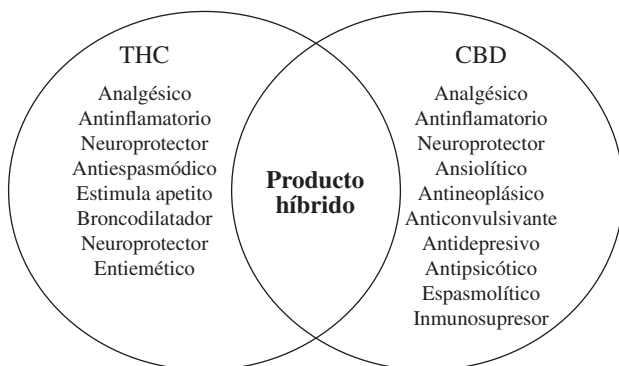 THC
Analgésico
Antinflamatorio
Neuroprotector
Antiespasmódico
Estimula apetito
Broncodilatador
Neuroprotector
Entiemético
Producto
híbrido
CBD
Analgésico
Antinflamatorio
Neuroprotector
Ansiolítico
Antineoplásico
Anticonvulsivante
Antidepresivo
Antipsicótico
Espasmolítico
Inmunosupresor